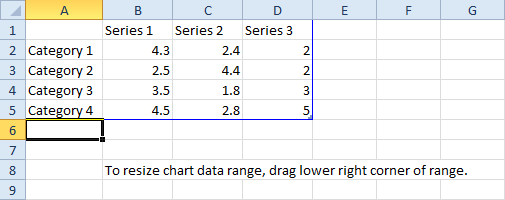 A B C D E F G
1 Series 1 Series 2 Series 3
2 Category 1 4.3 2.4 2
3 Category 2 2.5 4.4 2
4 Category 3 3.5 1.8 3
5 Category 4 4.5 2.8 5
6
7
8 To resize chart data range, drag lower right corner of range.
9